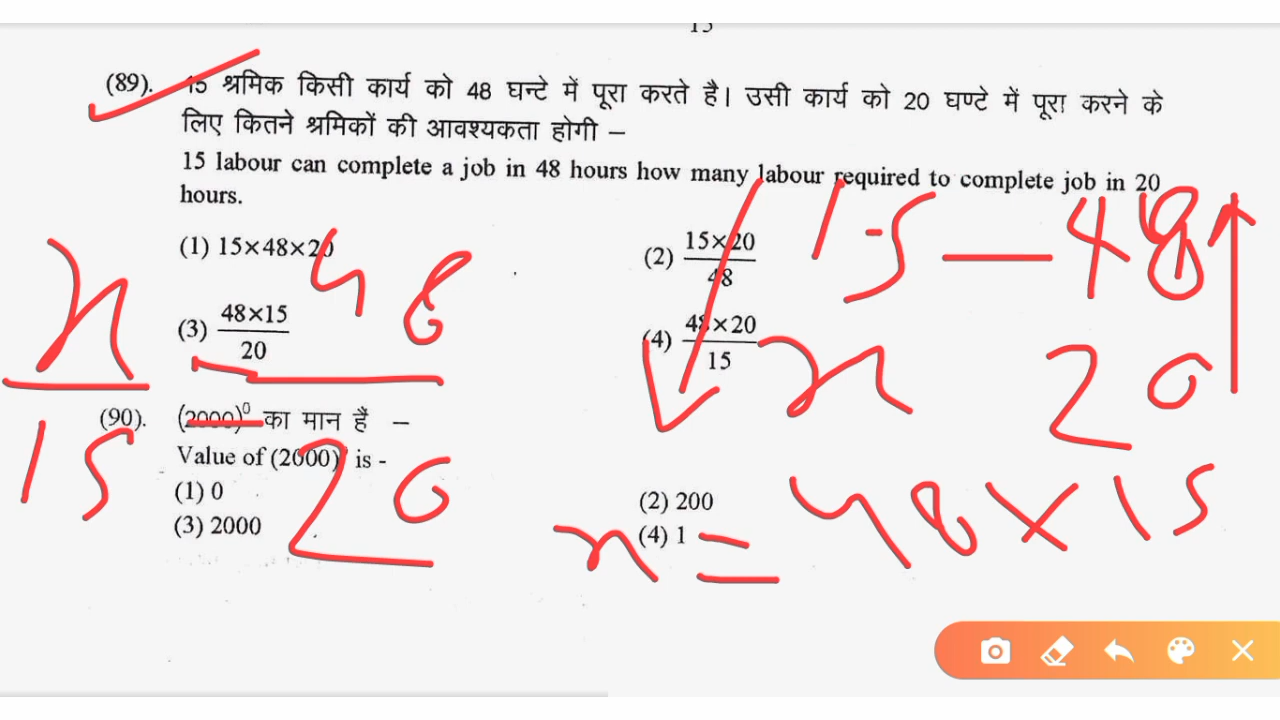 15
(89). 15 श्रमिक किसी कार्य को 48 घन्टे में पूरा करते है। उसी कार्य को 20 घण्टे में पूरा करने के
लिए कितने श्रमिकों की आवश्यकता होगी –
15 labour can complete a job in 48 hours how many labour required to complete job in 20
hours.
(1) 15×48×20
(2) 15×20
48
(3) 48×15
20
(4) 48×20
15
15 — 48
x 20
x 48
15 20
x = 48 × 15
(90). (2000)⁰ का मान है –
Value of (2000)⁰ is -
(1) 0
(2) 200
(3) 2000
(4) 1